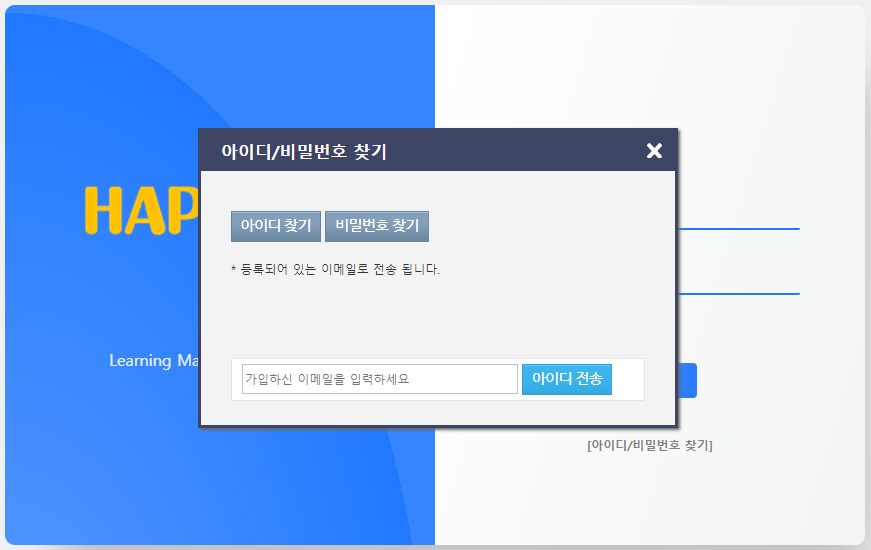 아이디/비밀번호 찾기
HAP
아이디 찾기 비밀번호 찾기
* 등록되어 있는 이메일로 전송 됩니다.
Learning Ma
가입하신 이메일을 입력하세요 아이디 전송
[아이디/비밀번호 찾기]